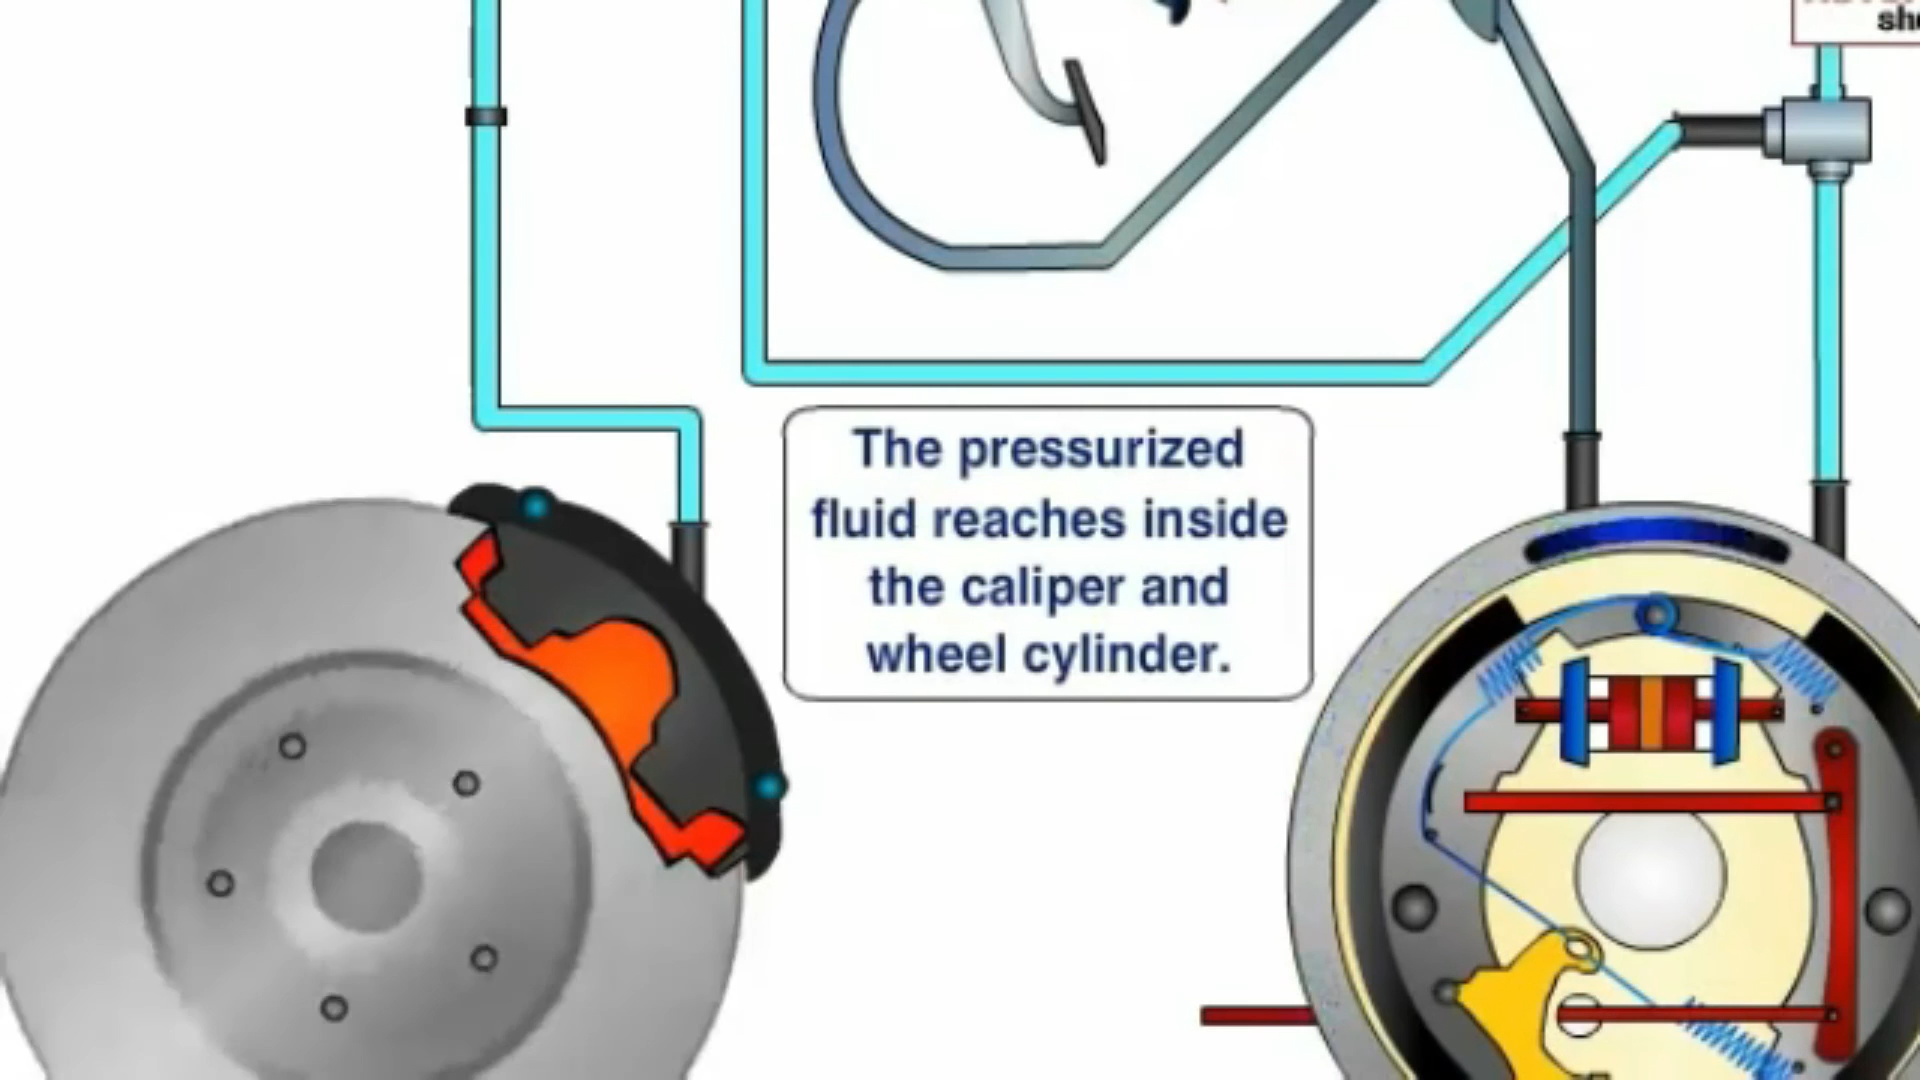 The pressurized
fluid reaches inside
the caliper and
wheel cylinder.